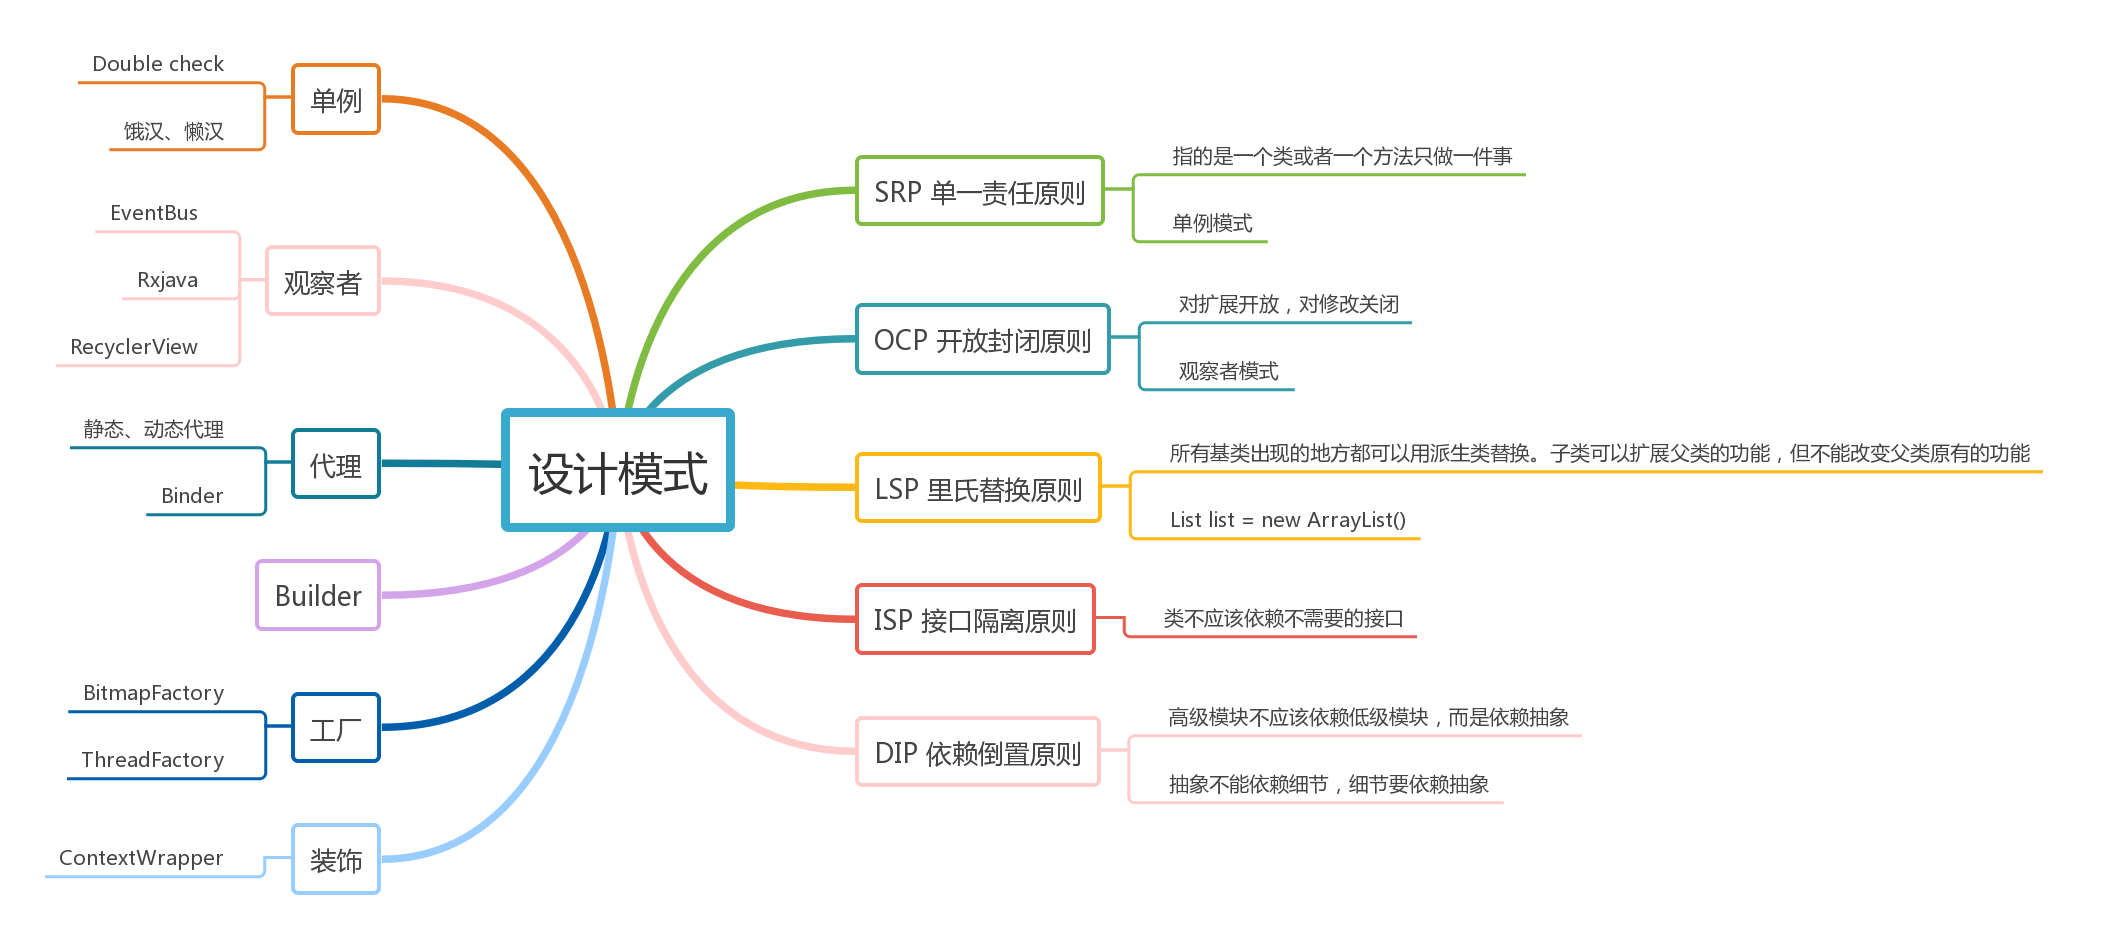 设计模式
单例
Double check
饿汉、懒汉
观察者
EventBus
Rxjava
RecyclerView
代理
静态、动态代理
Binder
Builder
工厂
BitmapFactory
ThreadFactory
装饰
ContextWrapper
SRP 单一责任原则
指的是一个类或者一个方法只做一件事
单例模式
OCP 开放封闭原则
对扩展开放，对修改关闭
观察者模式
LSP 里氏替换原则
所有基类出现的地方都可以用派生类替换。子类可以扩展父类的功能，但不能改变父类原有的功能
List list = new ArrayList()
ISP 接口隔离原则
类不应该依赖不需要的接口
DIP 依赖倒置原则
高级模块不应该依赖低级模块，而是依赖抽象
抽象不能依赖细节，细节要依赖抽象